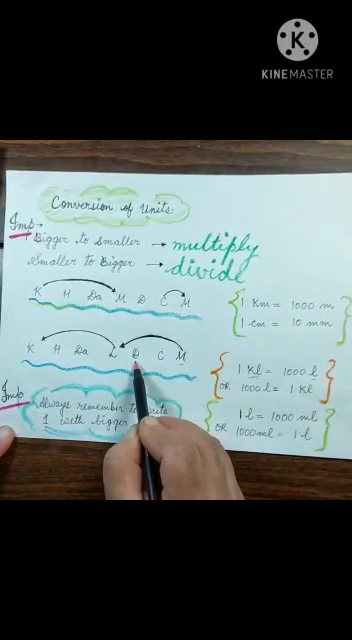 K
KINEMASTER
Conversion of Units
Imp→
Bigger to Smaller → multiply
Smaller to Bigger → divide
K H Da M D C M
1 Km = 1000 m
1 cm = 10 mm
K H Da L D C M
1 Kl = 1000 l
OR 1000 l = 1 Kl
Imp
Always remember to write
1 with bigger
1 l = 1000 ml
OR 1000 ml = 1 l